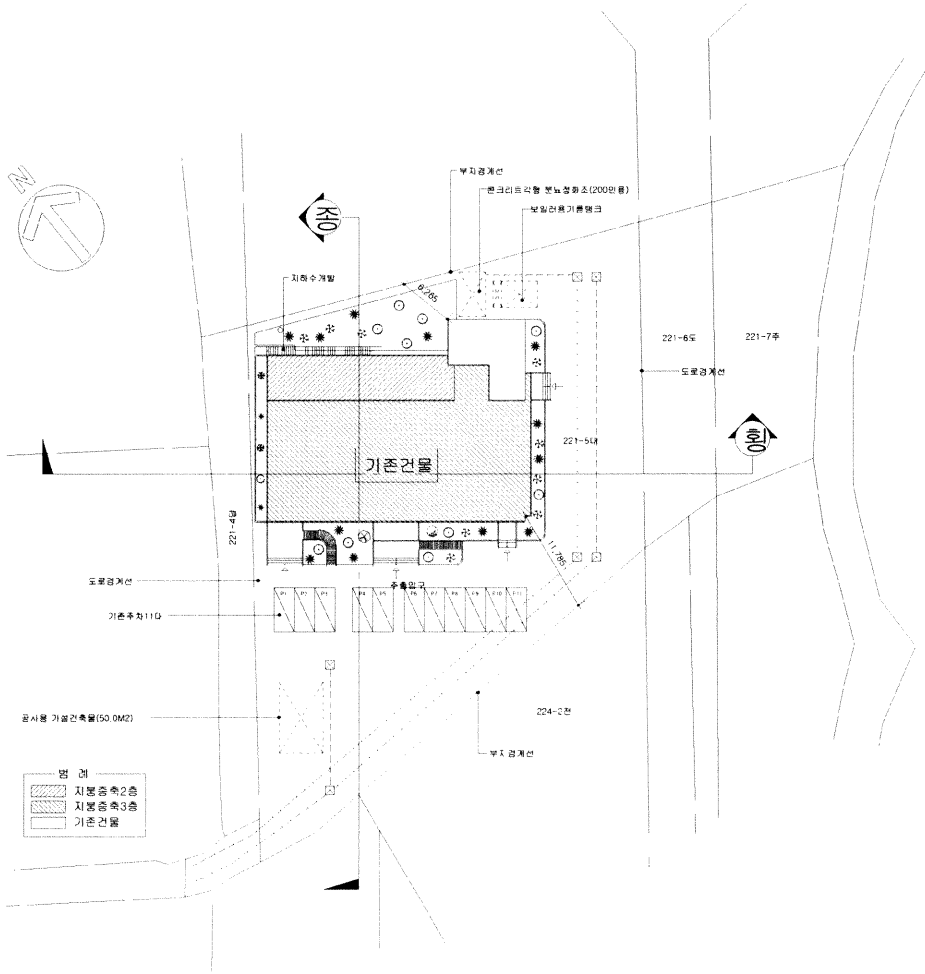 N
부지경계선
콘크리트각형 분뇨정화조(200인용)
종
보일러용기름탱크
지하수개발
8,265
221-6도
221-7주
도로경계선
221-5대
횡
기존건물
11,785
도로경계선
주출입구
P1 P2 P3 P4 P5 P6 P7 P8 P9 P10 P11
기존주차11대
공사용 가설건축물(50.0M2)
224-2전
부지경계선
범 례
지붕증축2층
지붕증축3층
기존건물